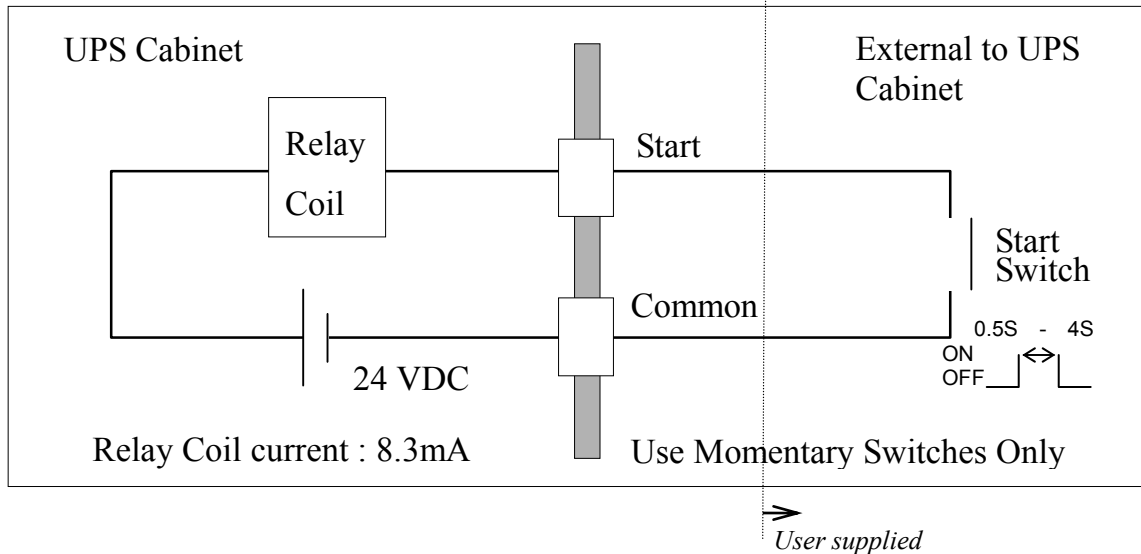 UPS Cabinet
External to UPS
Cabinet
Relay
Coil
Start
Start
Switch
Common
0.5S - 4S
ON
OFF
24 VDC
Relay Coil current : 8.3mA
Use Momentary Switches Only
User supplied